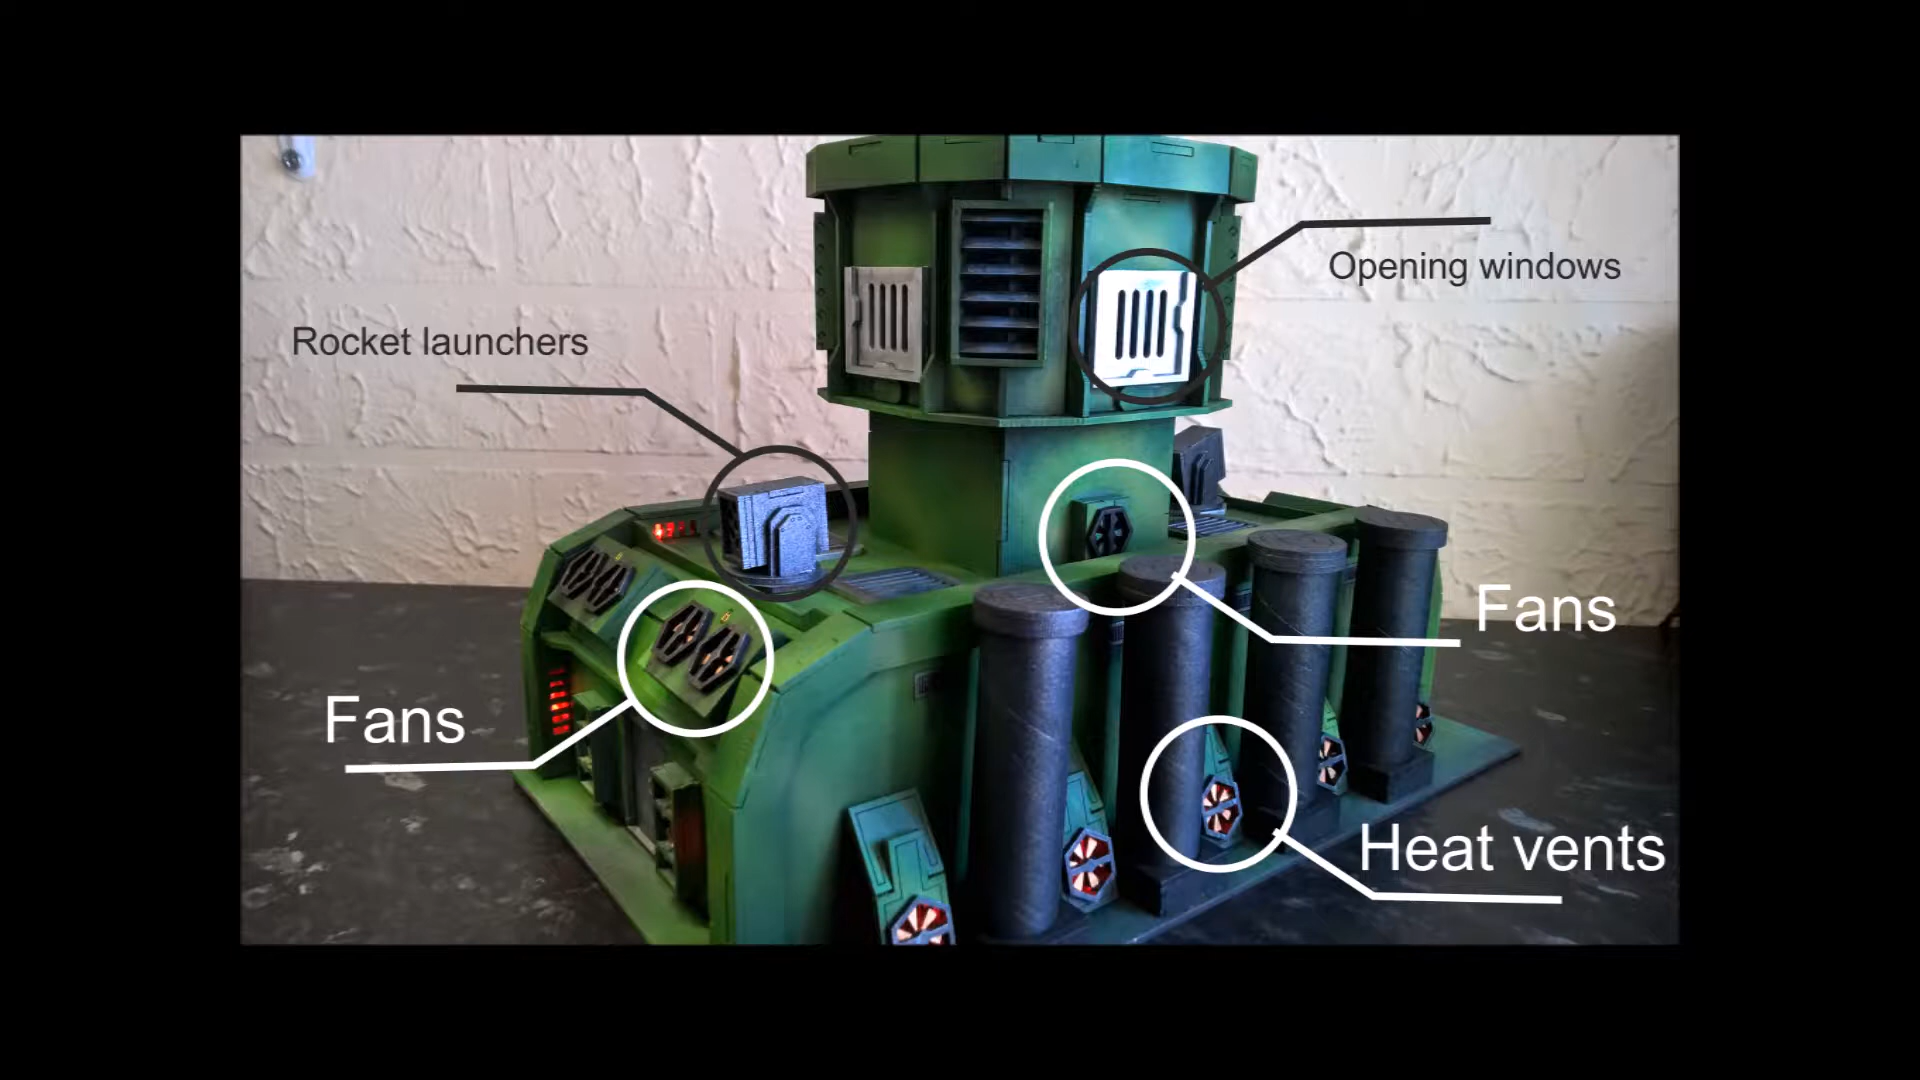 Opening windows
Rocket launchers
Fans
Fans
Heat vents